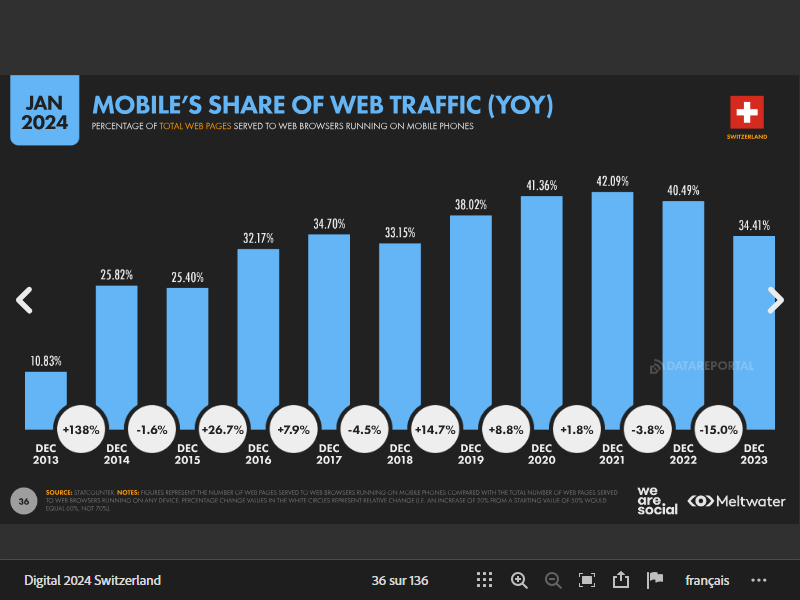 JAN
2024
MOBILE'S SHARE OF WEB TRAFFIC (YOY)
PERCENTAGE OF TOTAL WEB PAGES SERVED TO WEB BROWSERS RUNNING ON MOBILE PHONES
SWITZERLAND
10.83%
25.82%
25.40%
32.17%
34.70%
33.15%
38.02%
41.36%
42.09%
40.49%
34.41%
DATAREPORTAL
+138%
-1.6%
+26.7%
+7.9%
-4.5%
+14.7%
+8.8%
+1.8%
-3.8%
-15.0%
DEC
2013
DEC
2014
DEC
2015
DEC
2016
DEC
2017
DEC
2018
DEC
2019
DEC
2020
DEC
2021
DEC
2022
DEC
2023
36
SOURCE: STATCOUNTER. NOTES: FIGURES REPRESENT THE NUMBER OF WEB PAGES SERVED TO WEB BROWSERS RUNNING ON MOBILE PHONES COMPARED WITH THE TOTAL NUMBER OF WEB PAGES SERVED
TO WEB BROWSERS RUNNING ON ANY DEVICE. PERCENTAGE CHANGE VALUES IN THE WHITE CIRCLES REPRESENT RELATIVE CHANGE (I.E. AN INCREASE OF 20% FROM A STARTING VALUE OF 50% WOULD
EQUAL 60%, NOT 70%).
we
are.
social
Meltwater
Digital 2024 Switzerland
36 sur 136
français